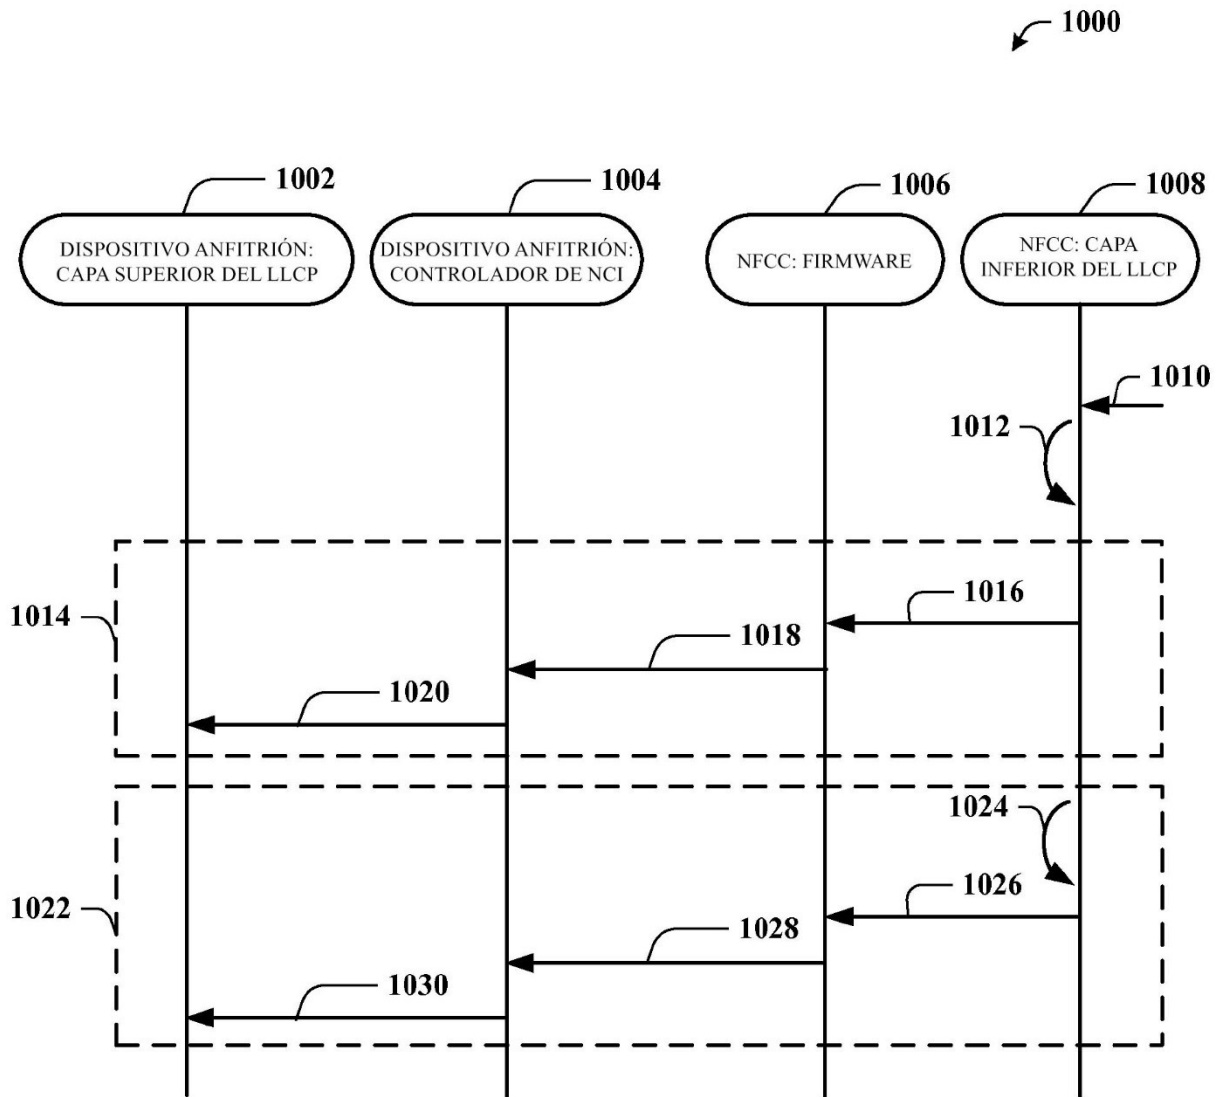 1000
1002
1004
1006
1008
DISPOSITIVO ANFITRIÓN:
CAPA SUPERIOR DEL LLCP
DISPOSITIVO ANFITRIÓN:
CONTROLADOR DE NCI
NFCC: FIRMWARE
NFCC: CAPA
INFERIOR DEL LLCP
1010
1012
1014
1016
1018
1020
1022
1024
1026
1028
1030